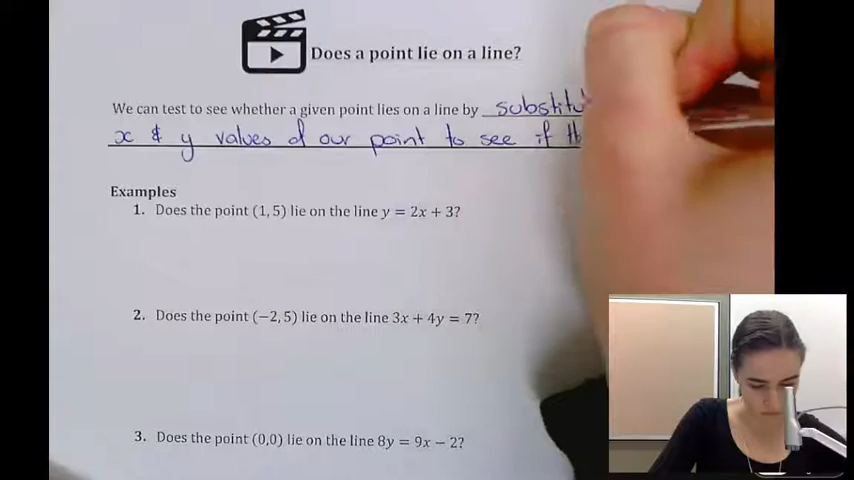 Does a point lie on a line?
We can test to see whether a given point lies on a line by
x & y values of our point to see if
Examples
1. Does the point (1, 5) lie on the line y = 2x + 3?
2. Does the point (−2, 5) lie on the line 3x + 4y = 7?
3. Does the point (0,0) lie on the line 8y = 9x − 2?